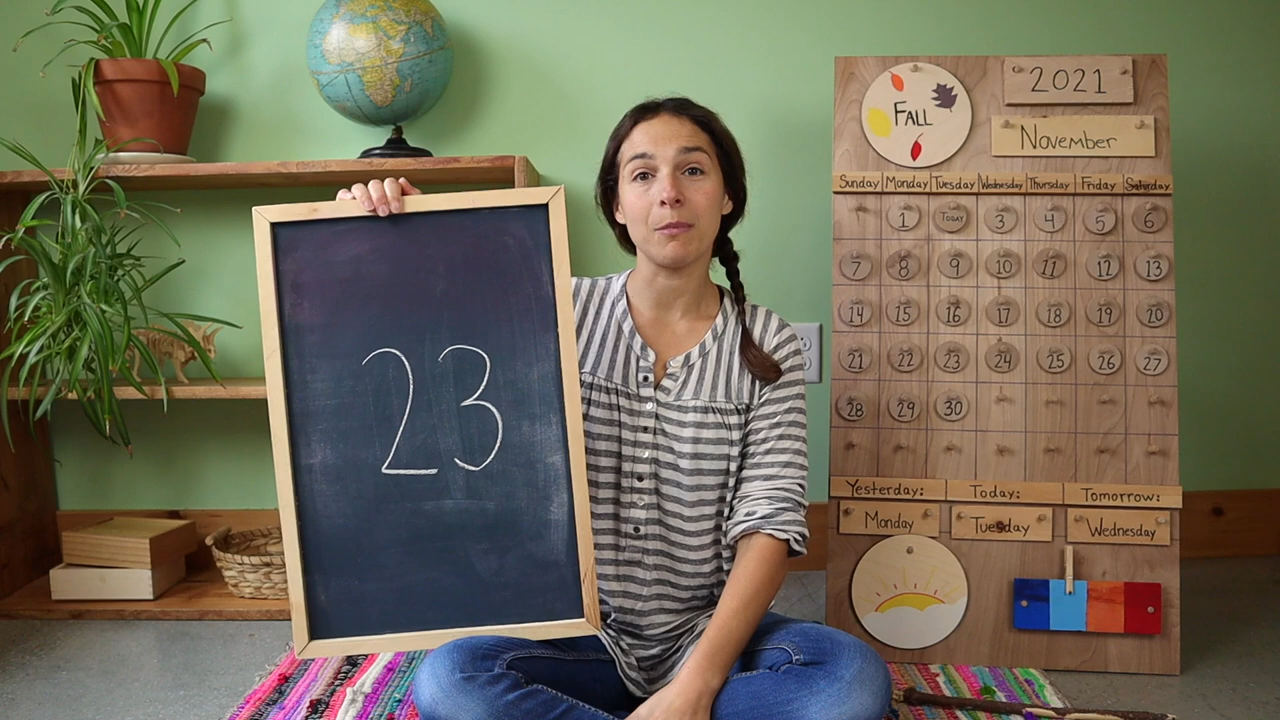 23
FALL
2021
November
Sunday Monday Tuesday Wednesday Thursday Friday Saturday
1 TODAY 3 4 5 6
7 8 9 10 11 12 13
14 15 16 17 18 19 20
21 22 23 24 25 26 27
28 29 30
Yesterday: Today: Tomorrow:
Monday Tuesday Wednesday